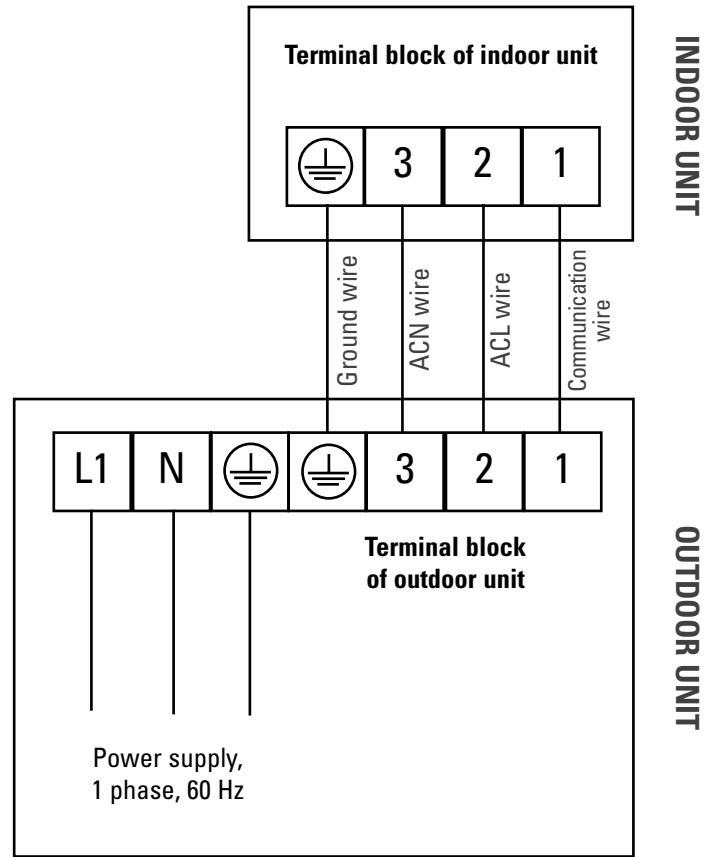 Terminal block of indoor unit
3 2 1
INDOOR UNIT
Ground wire
ACN wire
ACL wire
Communication
wire
L1 N 3 2 1
Terminal block
of outdoor unit
OUTDOOR UNIT
Power supply,
1 phase, 60 Hz